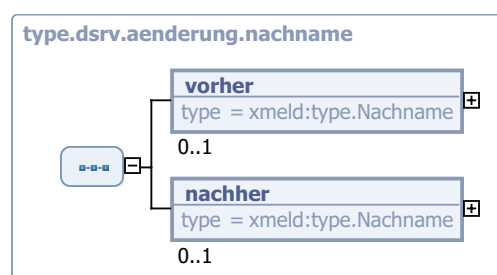 type.dsrv.aenderung.nachname
vorher
type = xmeld:type.Nachname
0..1
nachher
type = xmeld:type.Nachname
0..1